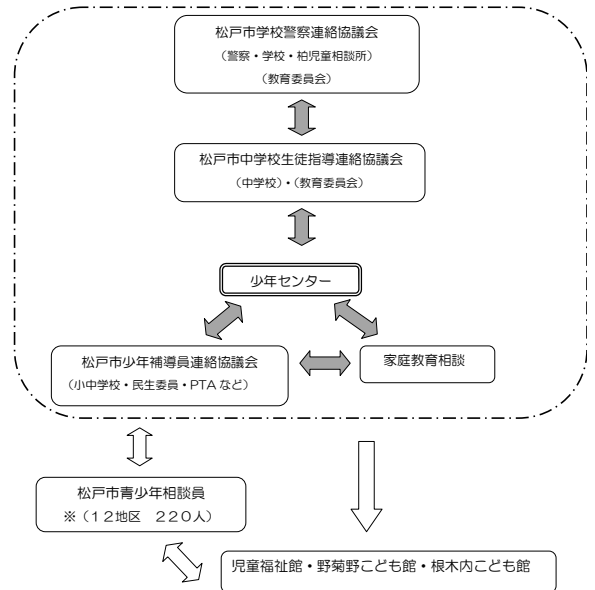 松戸市学校警察連絡協議会
（警察・学校・柏児童相談所）
（教育委員会）
松戸市中学校生徒指導連絡協議会
（中学校）・（教育委員会）
少年センター
松戸市少年補導員連絡協議会
（小中学校・民生委員・PTAなど）
家庭教育相談
松戸市青少年相談員
※（１２地区　２２０人）
児童福祉館・野菊野こども館・根木内こども館